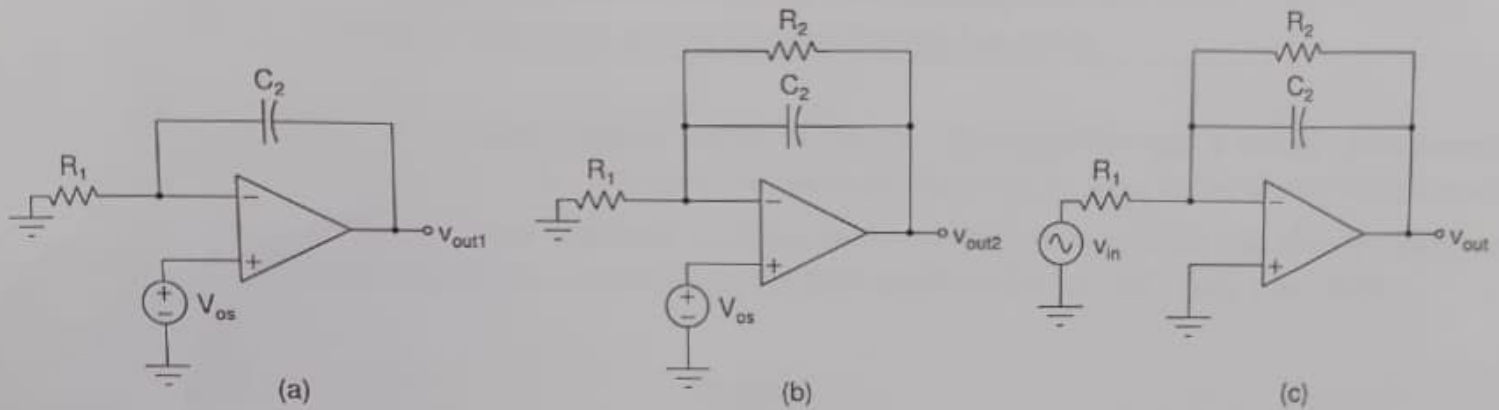 C2
R1
−
+
Vout1
+
−
Vos
(a)
R2
C2
R1
−
+
Vout2
+
−
Vos
(b)
R2
C2
R1
−
+
Vin
Vout
(c)